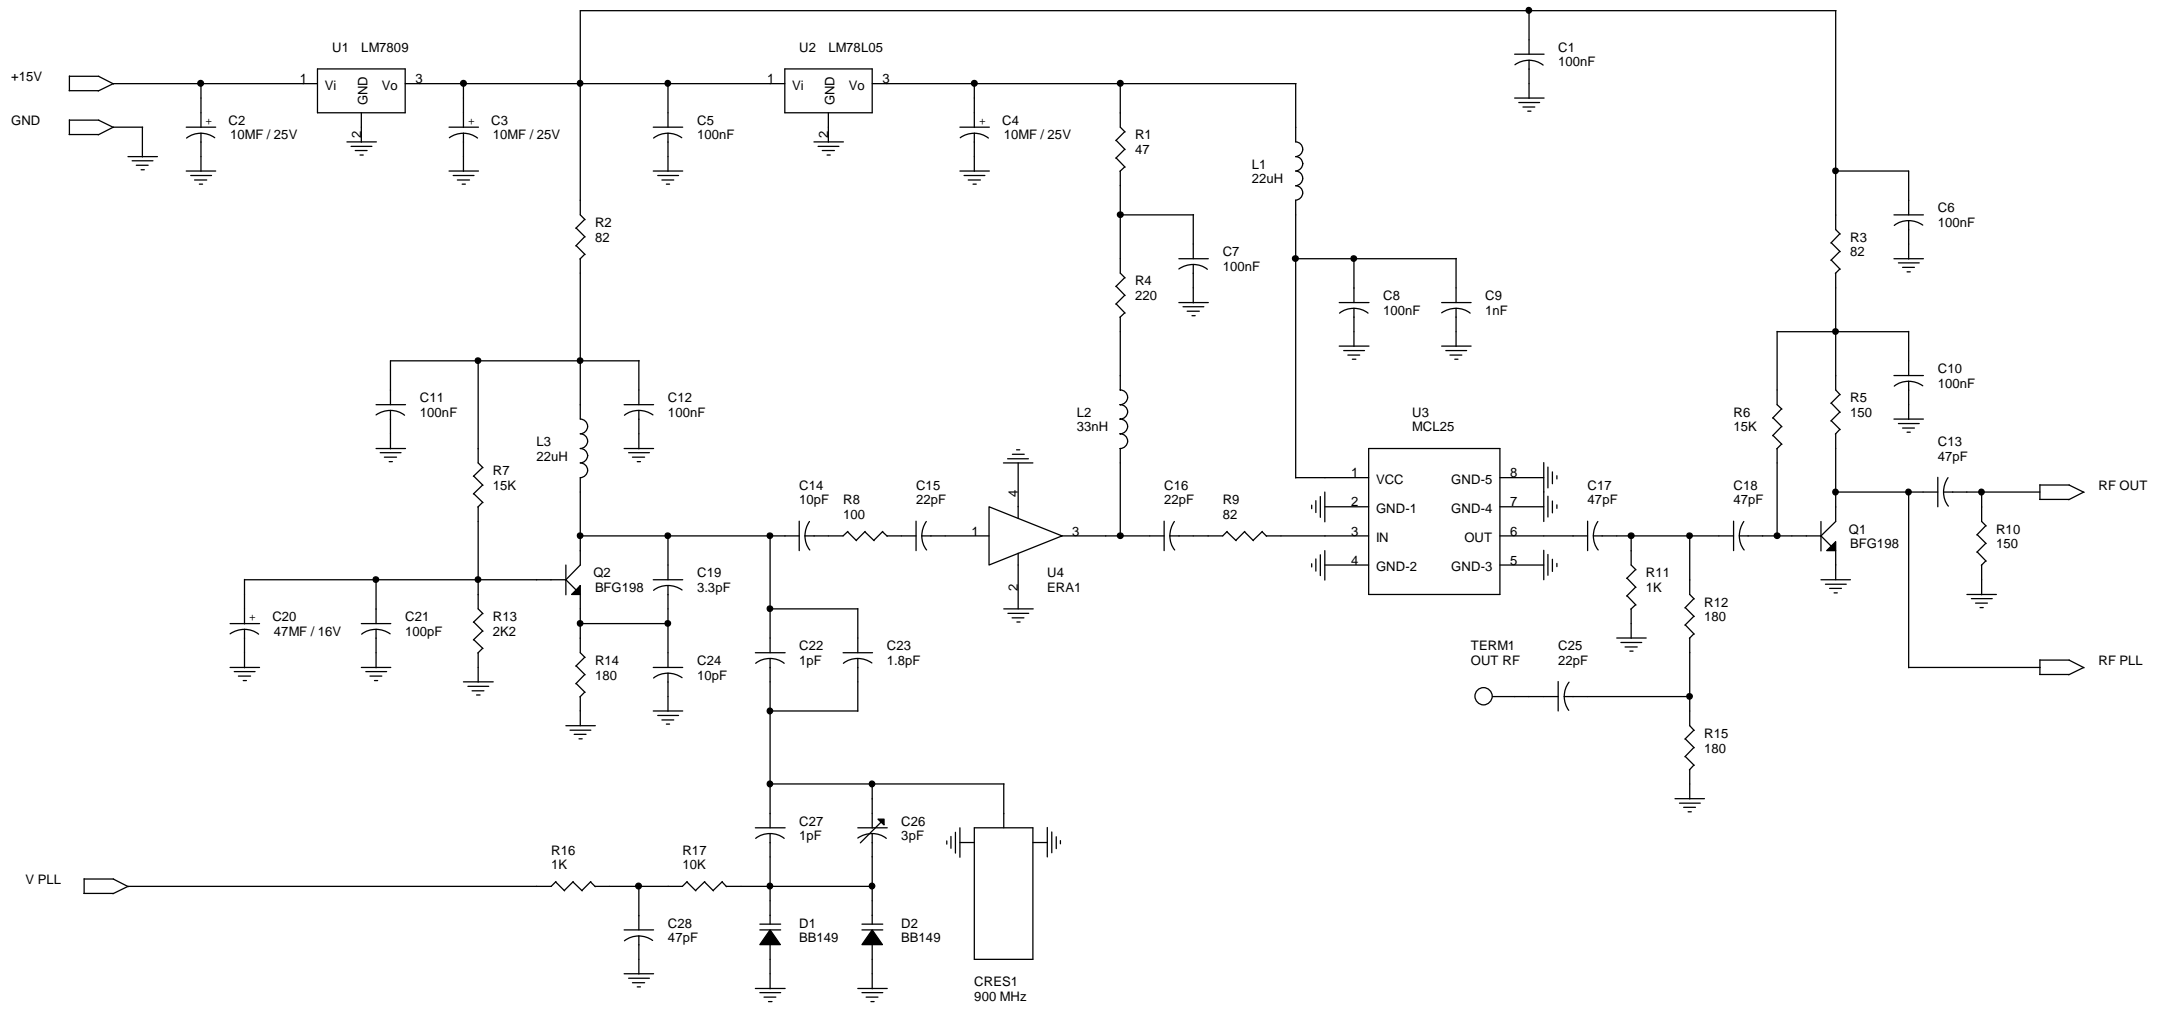 +15V
GND
U1 LM7809
1
Vi
GND
Vo
3
2
C2
10MF / 25V
C3
10MF / 25V
C5
100nF
U2 LM78L05
1
Vi
GND
Vo
3
2
C4
10MF / 25V
R1
47
L1
22uH
C1
100nF
C6
100nF
R2
82
R3
82
C7
100nF
R4
220
C8
100nF
C9
1nF
C11
100nF
C12
100nF
L3
22uH
R7
15K
L2
33nH
U3
MCL25
1
VCC
2
GND-1
3
IN
4
GND-2
GND-5
8
GND-4
7
OUT
6
GND-3
5
R6
15K
R5
150
C10
100nF
C13
47pF
RF OUT
R10
150
Q1
BFG198
C14
10pF
R8
100
C15
22pF
1
4
3
2
U4
ERA1
C16
22pF
R9
82
C17
47pF
C18
47pF
R11
1K
R12
180
Q2
BFG198
C19
3.3pF
C20
47MF / 16V
C21
100pF
R13
2K2
R14
180
C24
10pF
C22
1pF
C23
1.8pF
TERM1
OUT RF
C25
22pF
RF PLL
R15
180
C27
1pF
C26
3pF
V PLL
R16
1K
R17
10K
C28
47pF
D1
BB149
D2
BB149
CRES1
900 MHz